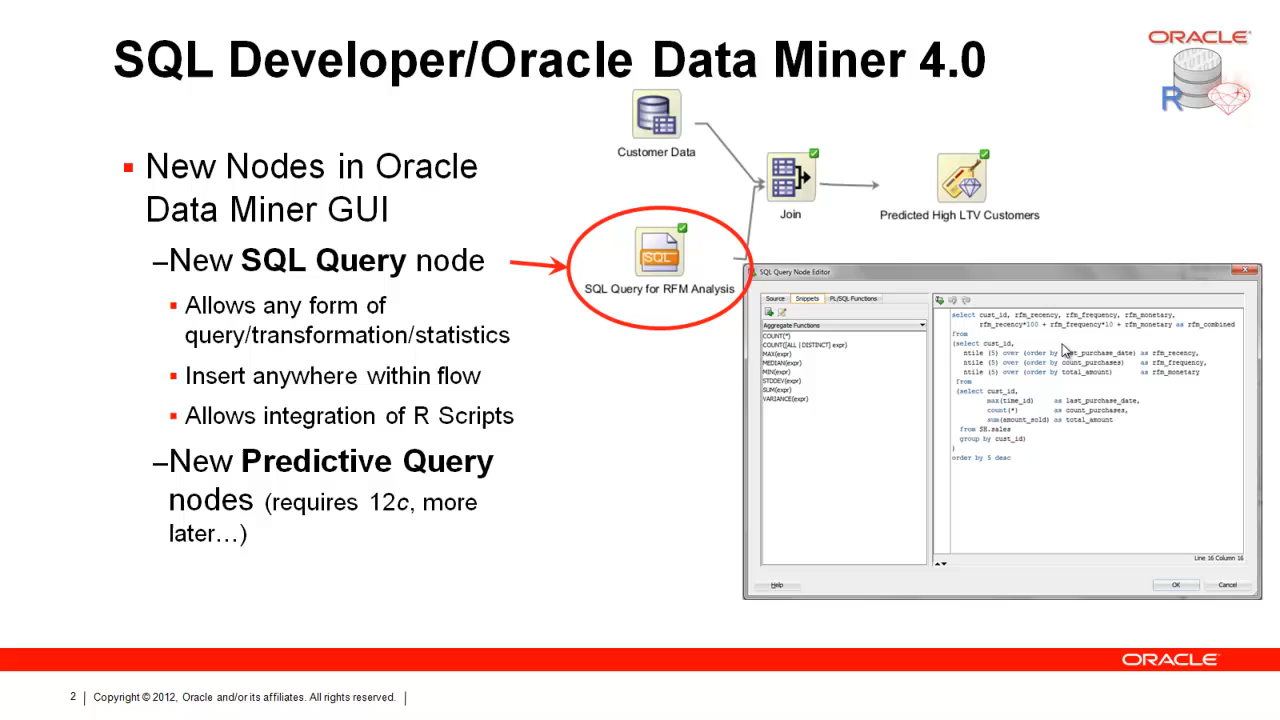 SQL Developer/Oracle Data Miner 4.0
ORACLE
R
▪ New Nodes in Oracle
Data Miner GUI
–New SQL Query node
▪ Allows any form of
query/transformation/statistics
▪ Insert anywhere within flow
▪ Allows integration of R Scripts
–New Predictive Query
nodes (requires 12c, more
later…)
Customer Data
Join
Predicted High LTV Customers
SQL
SQL Query for RFM Analysis
SQL Query Node Editor
Source Snippets PL/SQL Functions
Aggregate Functions
COUNT(*)
COUNT([ALL | DISTINCT] expr)
MAX(expr)
MEDIAN(expr)
MIN(expr)
STDDEV(expr)
SUM(expr)
VARIANCE(expr)
select cust_id, rfm_recency, rfm_frequency, rfm_monetary,
rfm_recency*100 + rfm_frequency*10 + rfm_monetary as rfm_combined
from
(select cust_id,
ntile (5) over (order by last_purchase_date) as rfm_recency,
ntile (5) over (order by count_purchases) as rfm_frequency,
ntile (5) over (order by total_amount) as rfm_monetary
from
(select cust_id,
max(time_id) as last_purchase_date,
count(*) as count_purchases,
sum(amount_sold) as total_amount
from SH.sales
group by cust_id)
)
order by 5 desc
Line: 16 Column 16
Help
OK
Cancel
ORACLE
2 | Copyright © 2012, Oracle and/or its affiliates. All rights reserved. |